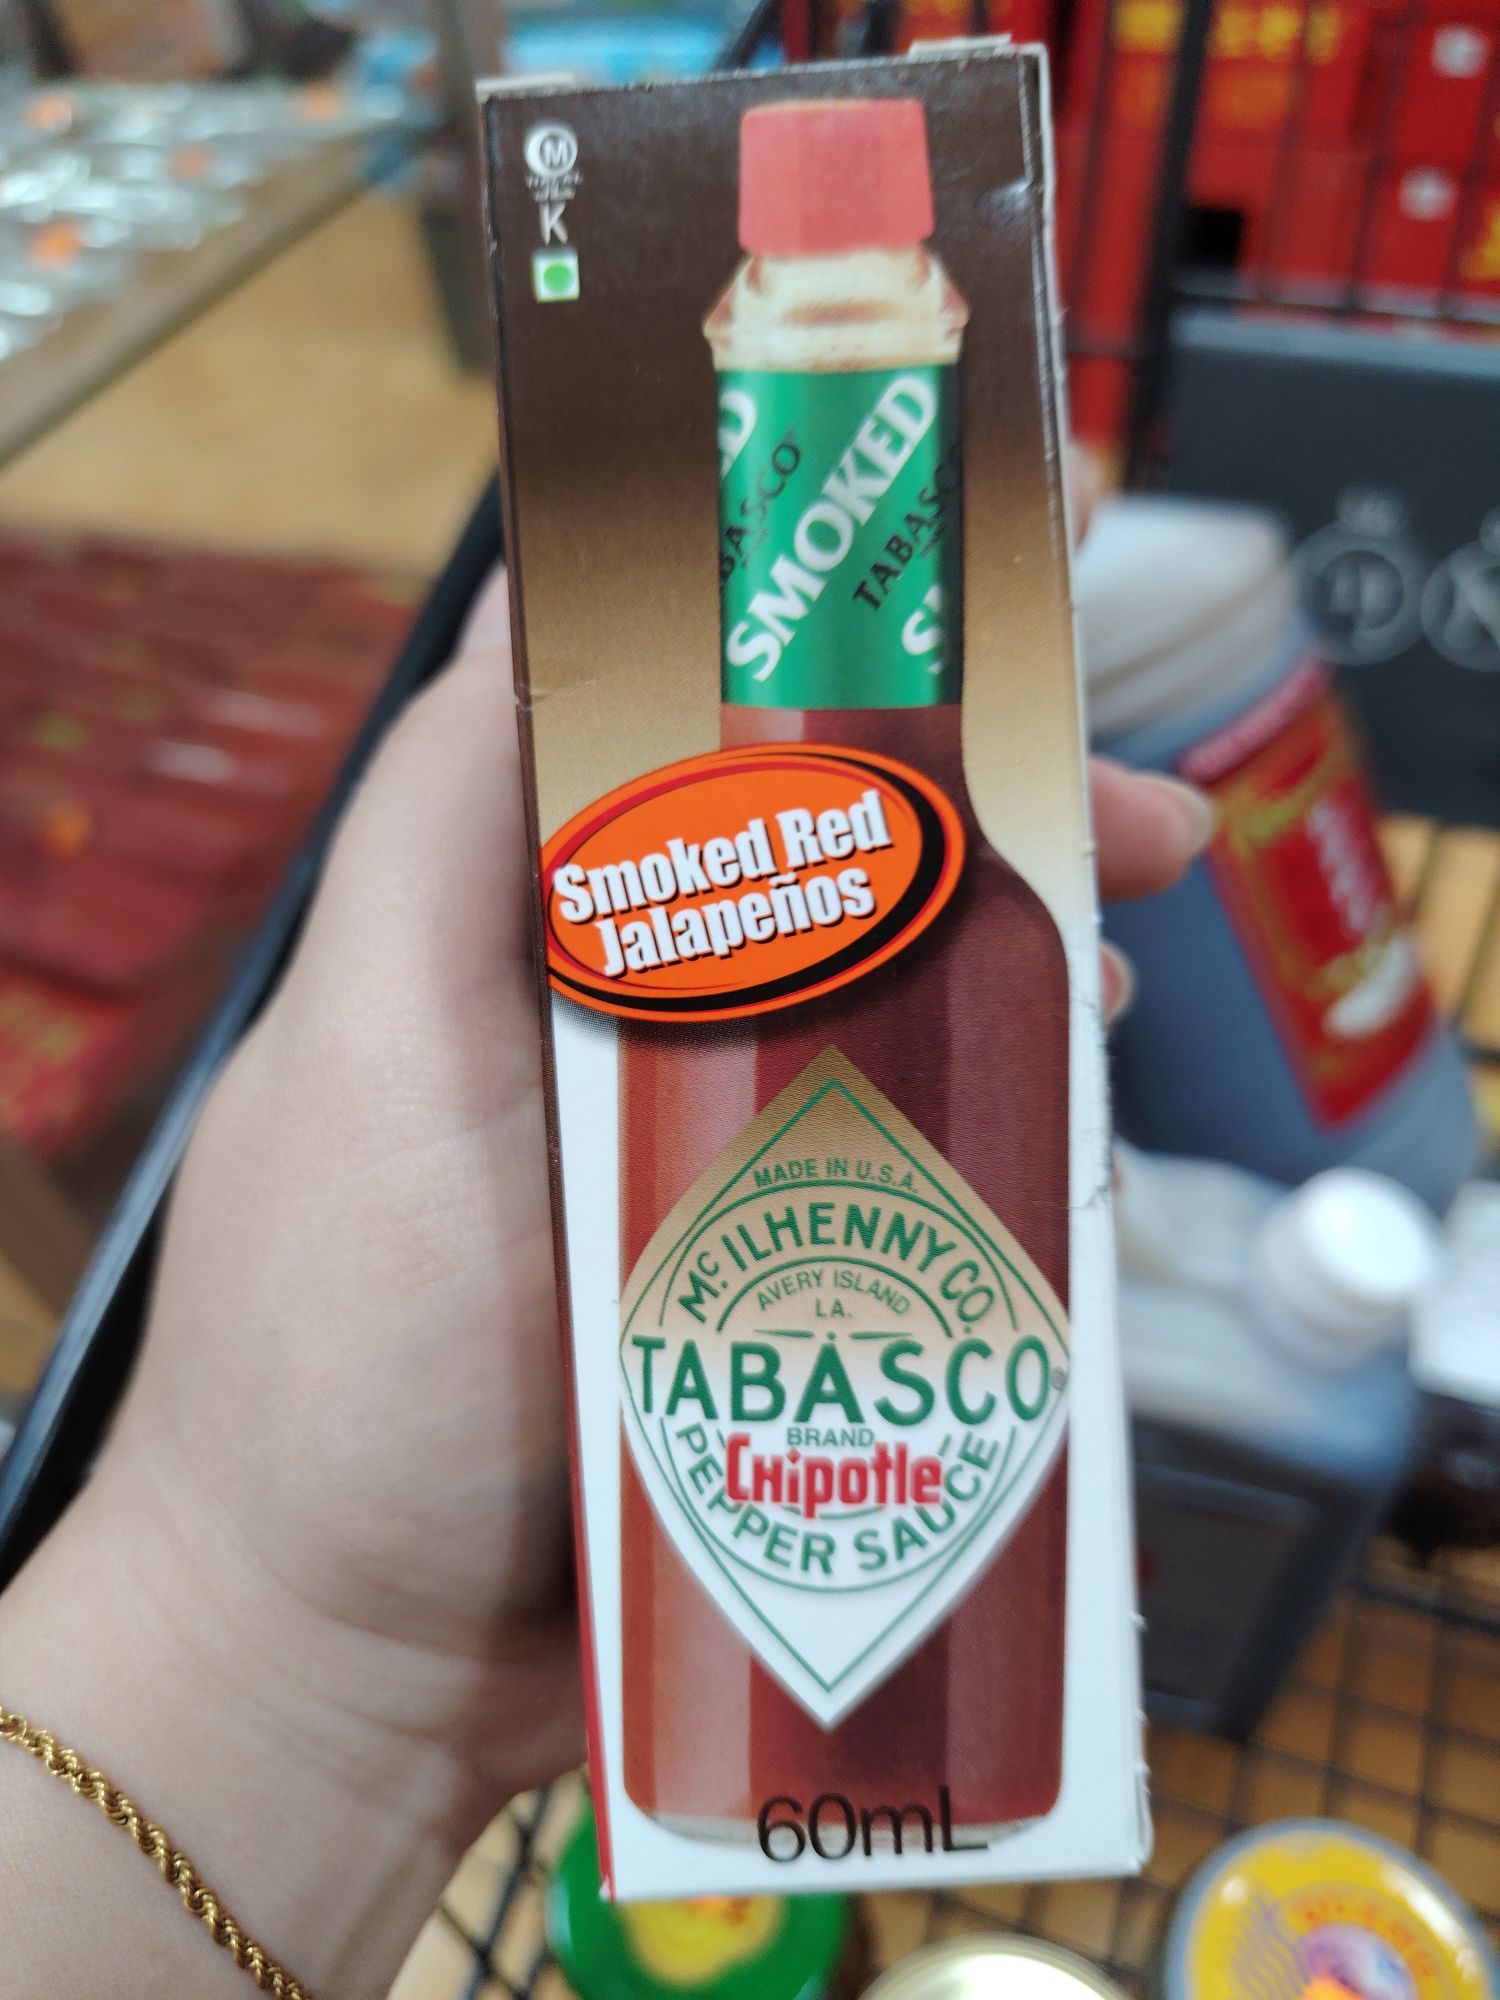 M
K
SMOKED
TABASCO
TABASCO
Smoked Red
Jalapeños
MADE IN U.S.A.
McILHENNY CO.
AVERY ISLAND
LA.
TABASCO®
BRAND
Chipotle
PEPPER SAUCE
60mL